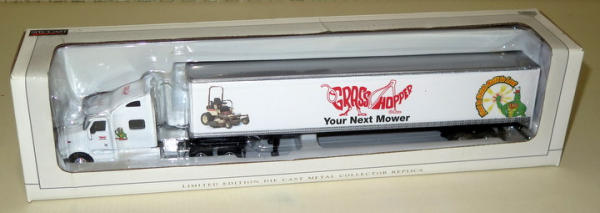 GRASSHOPPER
Your Next Mower
LIMITED EDITION DIE CAST METAL COLLECTOR REPLICA